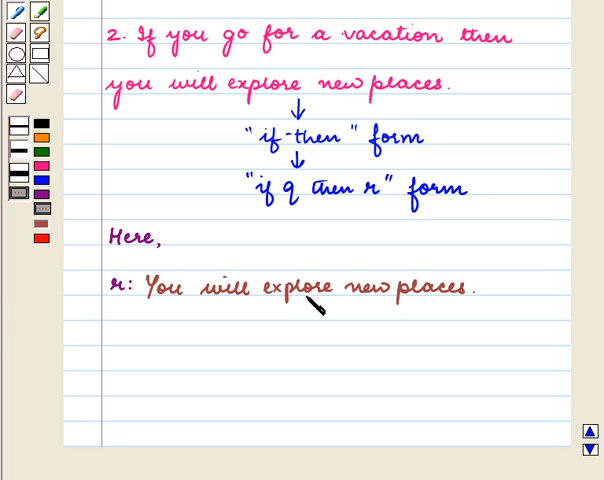 2. If you go for a vacation then
you will explore new places.
"if-then" form
"if q then r" form
Here,
r: You will explore new places.